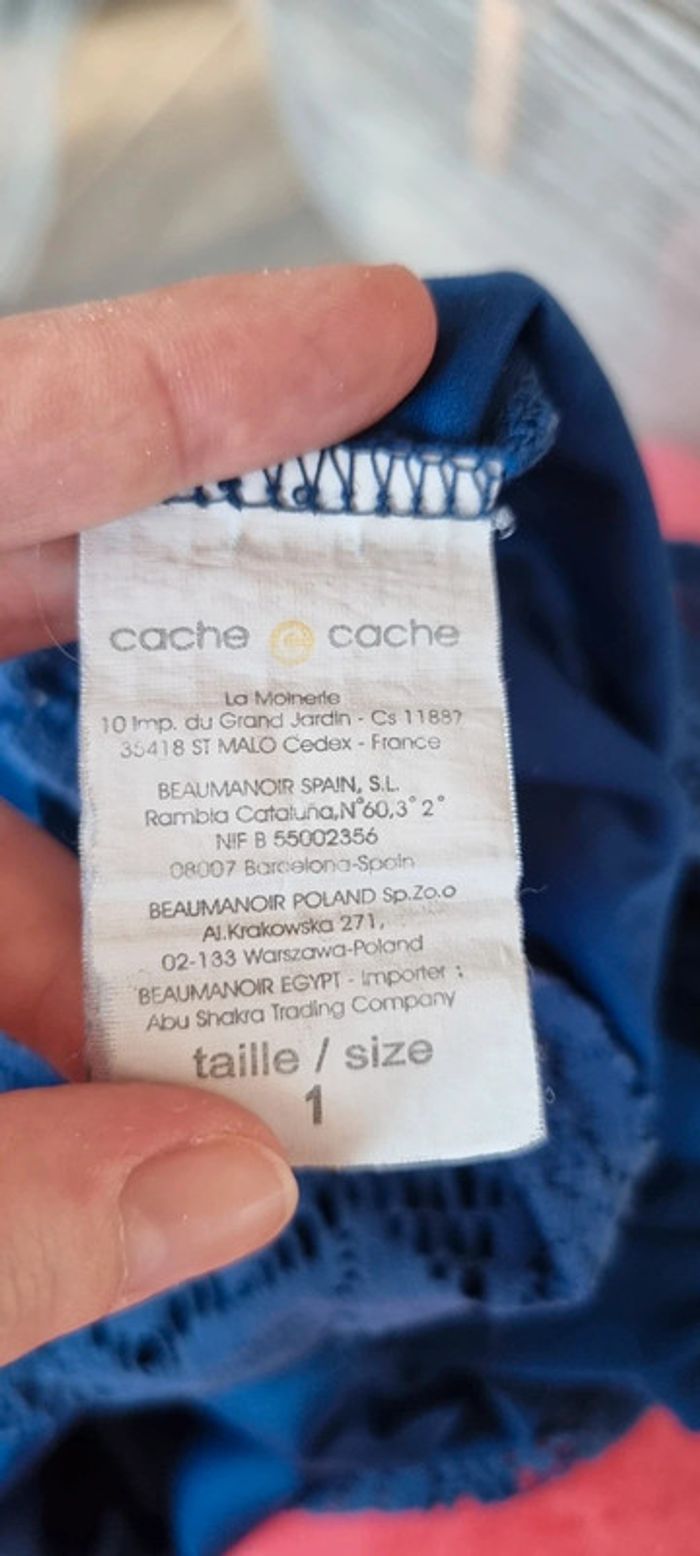 cache cache
La Moinerie
10 Imp. du Grand Jardin - Cs 11887
35418 ST MALO Cedex - France
BEAUMANOIR SPAIN, S.L.
Rambla Cataluña,N°60,3° 2°
NIF B 55002356
08007 Barcelona-Spain
BEAUMANOIR POLAND Sp.Zo.o
Al.Krakowska 271,
02-133 Warszawa-Poland
BEAUMANOIR EGYPT - Importer :
Abu Shakra Trading Company
taille / size
1